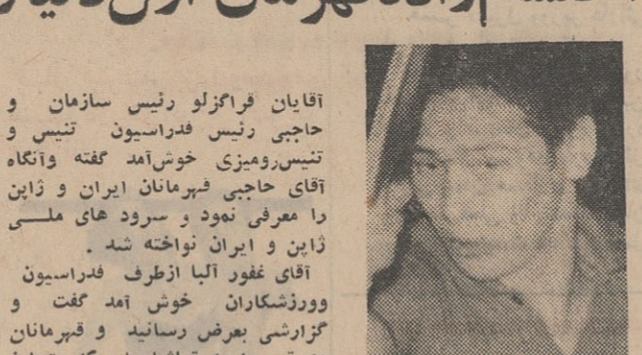 آقایان قراگزلو رئیس سازمان و
حاجبی رئیس فدراسیون تنیس و
تنیس‌رومیزی خوش‌آمد گفته وآنگاه
آقای حاجبی قهرمانان ایران و ژاپن
را معرفی نمود و سرود های ملی
ژاپن و ایران نواخته شد .
آقای غفور آلبا ازطرف فدراسیون
وورزشکاران خوش آمد گفت و
گزارشی بعرض رسانید و قهرمانان